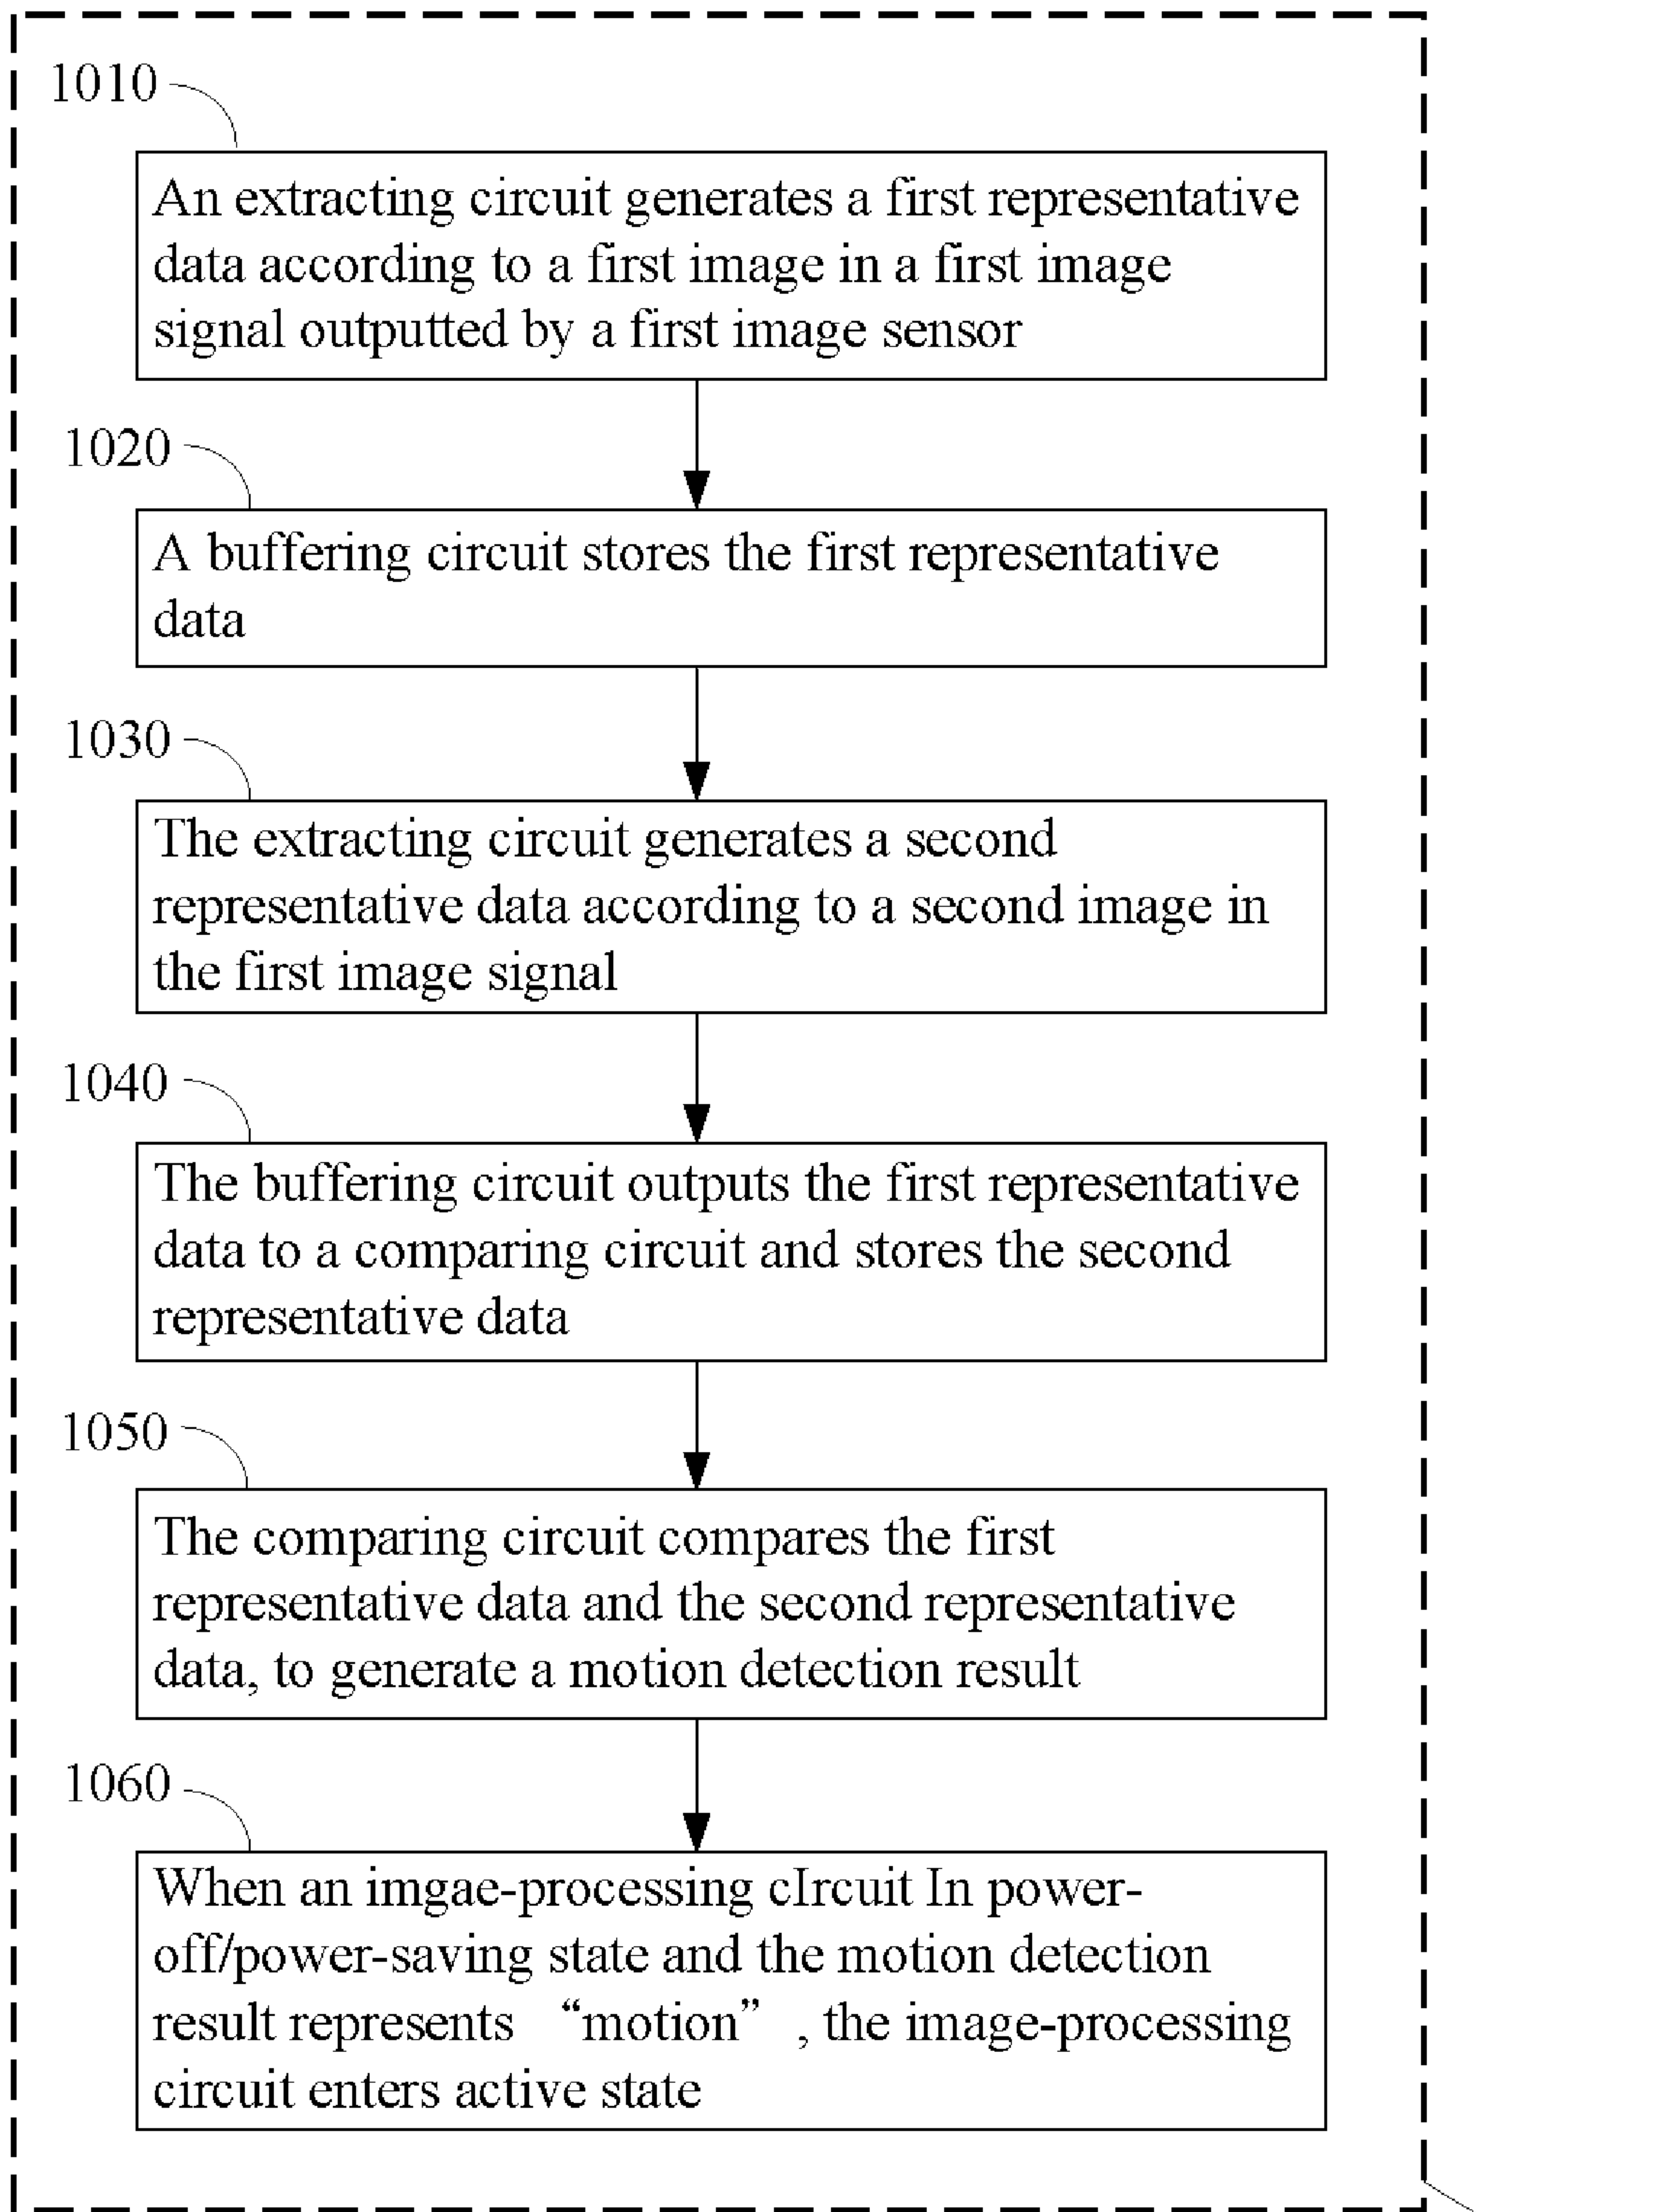 1010
An extracting circuit generates a first representative
data according to a first image in a first image
signal outputted by a first image sensor
1020
A buffering circuit stores the first representative
data
1030
The extracting circuit generates a second
representative data according to a second image in
the first image signal
1040
The buffering circuit outputs the first representative
data to a comparing circuit and stores the second
representative data
1050
The comparing circuit compares the first
representative data and the second representative
data, to generate a motion detection result
1060
When an imgae-processing cIrcuit In power-
off/power-saving state and the motion detection
result represents “motion”, the image-processing
circuit enters active state